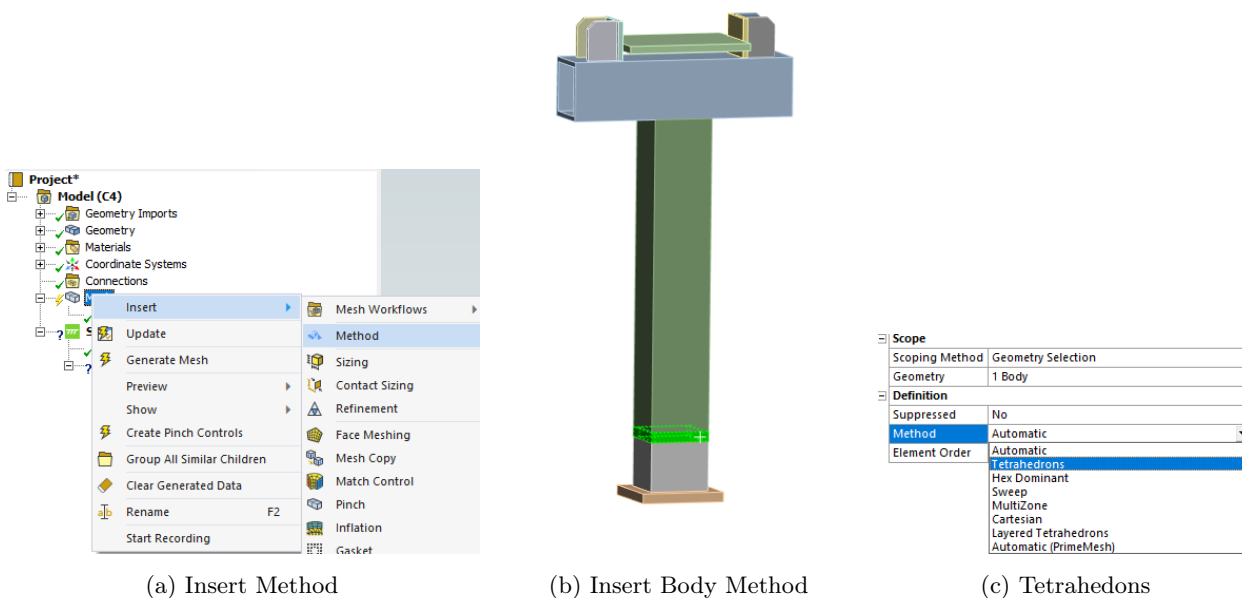 Project*
Model (C4)
Geometry Imports
Geometry
Materials
Coordinate Systems
Connections
Insert
Update
Generate Mesh
Preview
Show
Create Pinch Controls
Group All Similar Children
Clear Generated Data
Rename F2
Start Recording
Mesh Workflows
Method
Sizing
Contact Sizing
Refinement
Face Meshing
Mesh Copy
Match Control
Pinch
Inflation
Gasket
(a) Insert Method
(b) Insert Body Method
Scope
Scoping Method Geometry Selection
Geometry 1 Body
Definition
Suppressed No
Method Automatic
Element Order
Automatic
Tetrahedrons
Hex Dominant
Sweep
MultiZone
Cartesian
Layered Tetrahedrons
Automatic (PrimeMesh)
(c) Tetrahedons